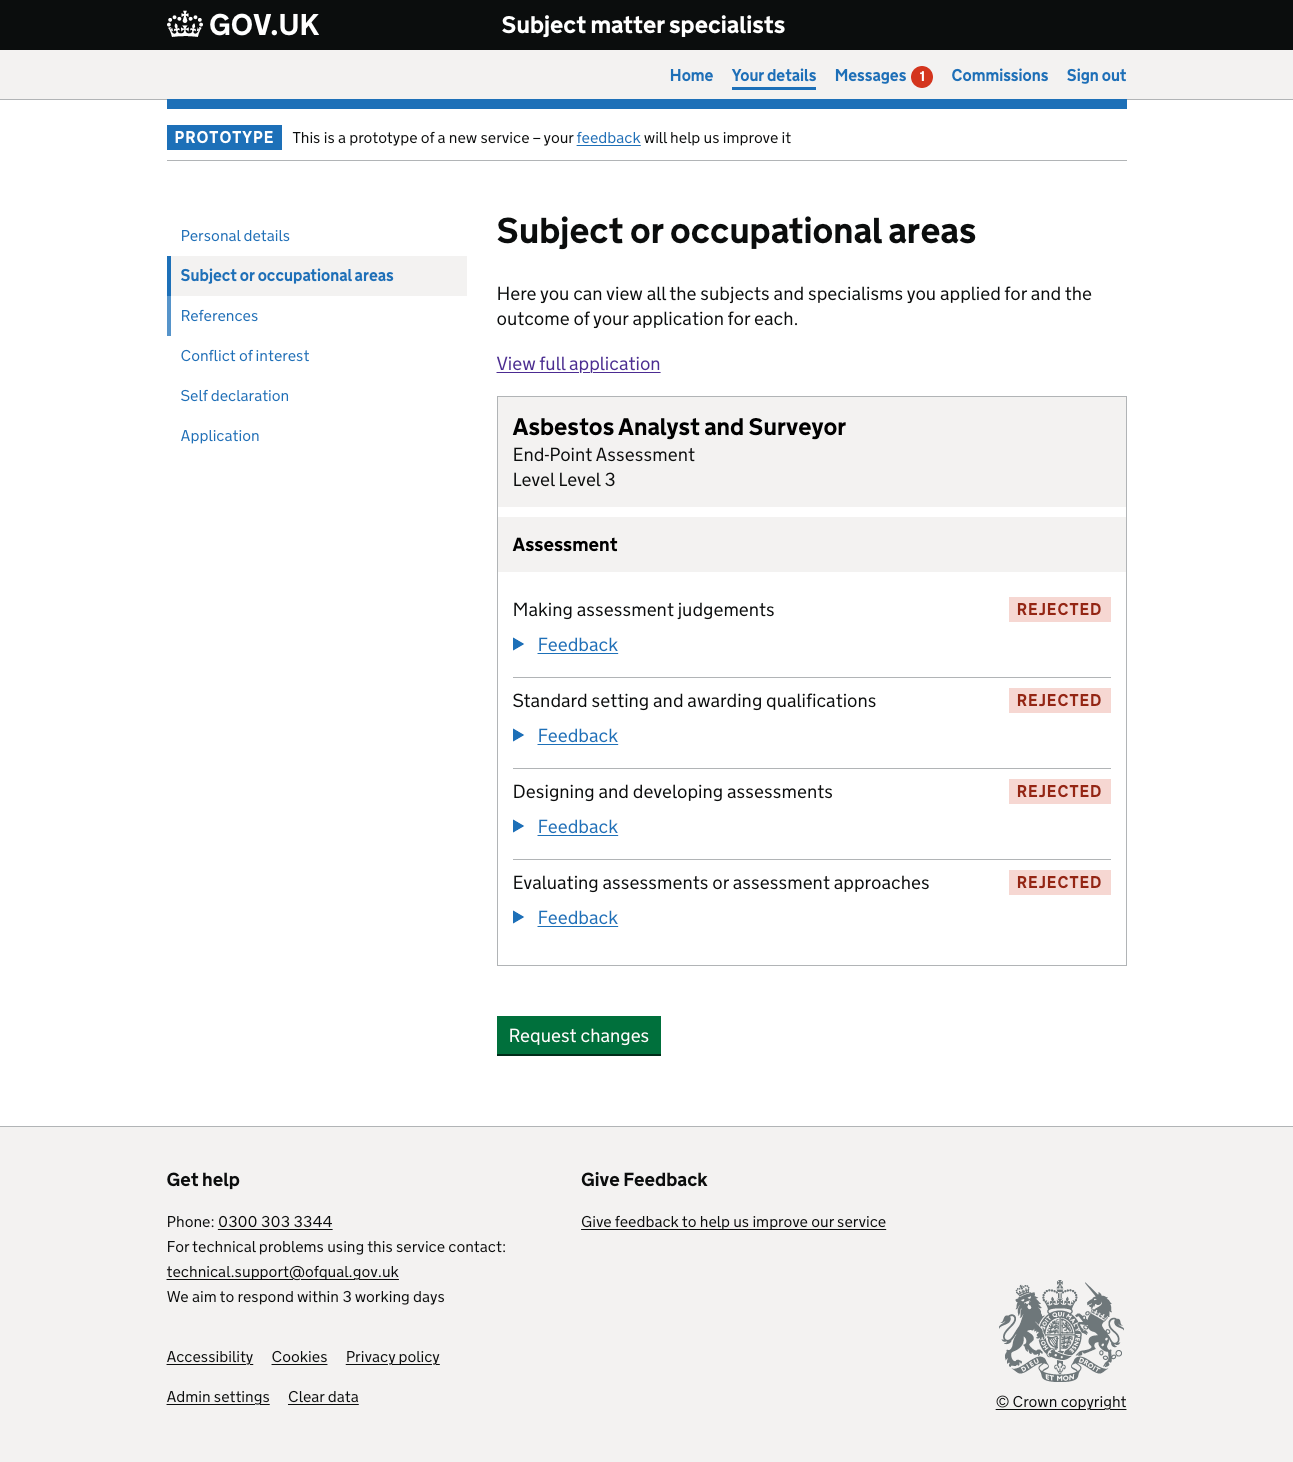 GOV.UK
Subject matter specialists
Home
Your details
Messages 1
Commissions
Sign out
PROTOTYPE
This is a prototype of a new service – your feedback will help us improve it
Personal details
Subject or occupational areas
References
Conflict of interest
Self declaration
Application
Subject or occupational areas
Here you can view all the subjects and specialisms you applied for and the
outcome of your application for each.
View full application
Asbestos Analyst and Surveyor
End-Point Assessment
Level Level 3
Assessment
Making assessment judgements
REJECTED
Feedback
Standard setting and awarding qualifications
REJECTED
Feedback
Designing and developing assessments
REJECTED
Feedback
Evaluating assessments or assessment approaches
REJECTED
Feedback
Request changes
Get help
Phone: 0300 303 3344
For technical problems using this service contact:
technical.support@ofqual.gov.uk
We aim to respond within 3 working days
Accessibility
Cookies
Privacy policy
Admin settings
Clear data
Give Feedback
Give feedback to help us improve our service
DIEU ET MON DROIT
© Crown copyright